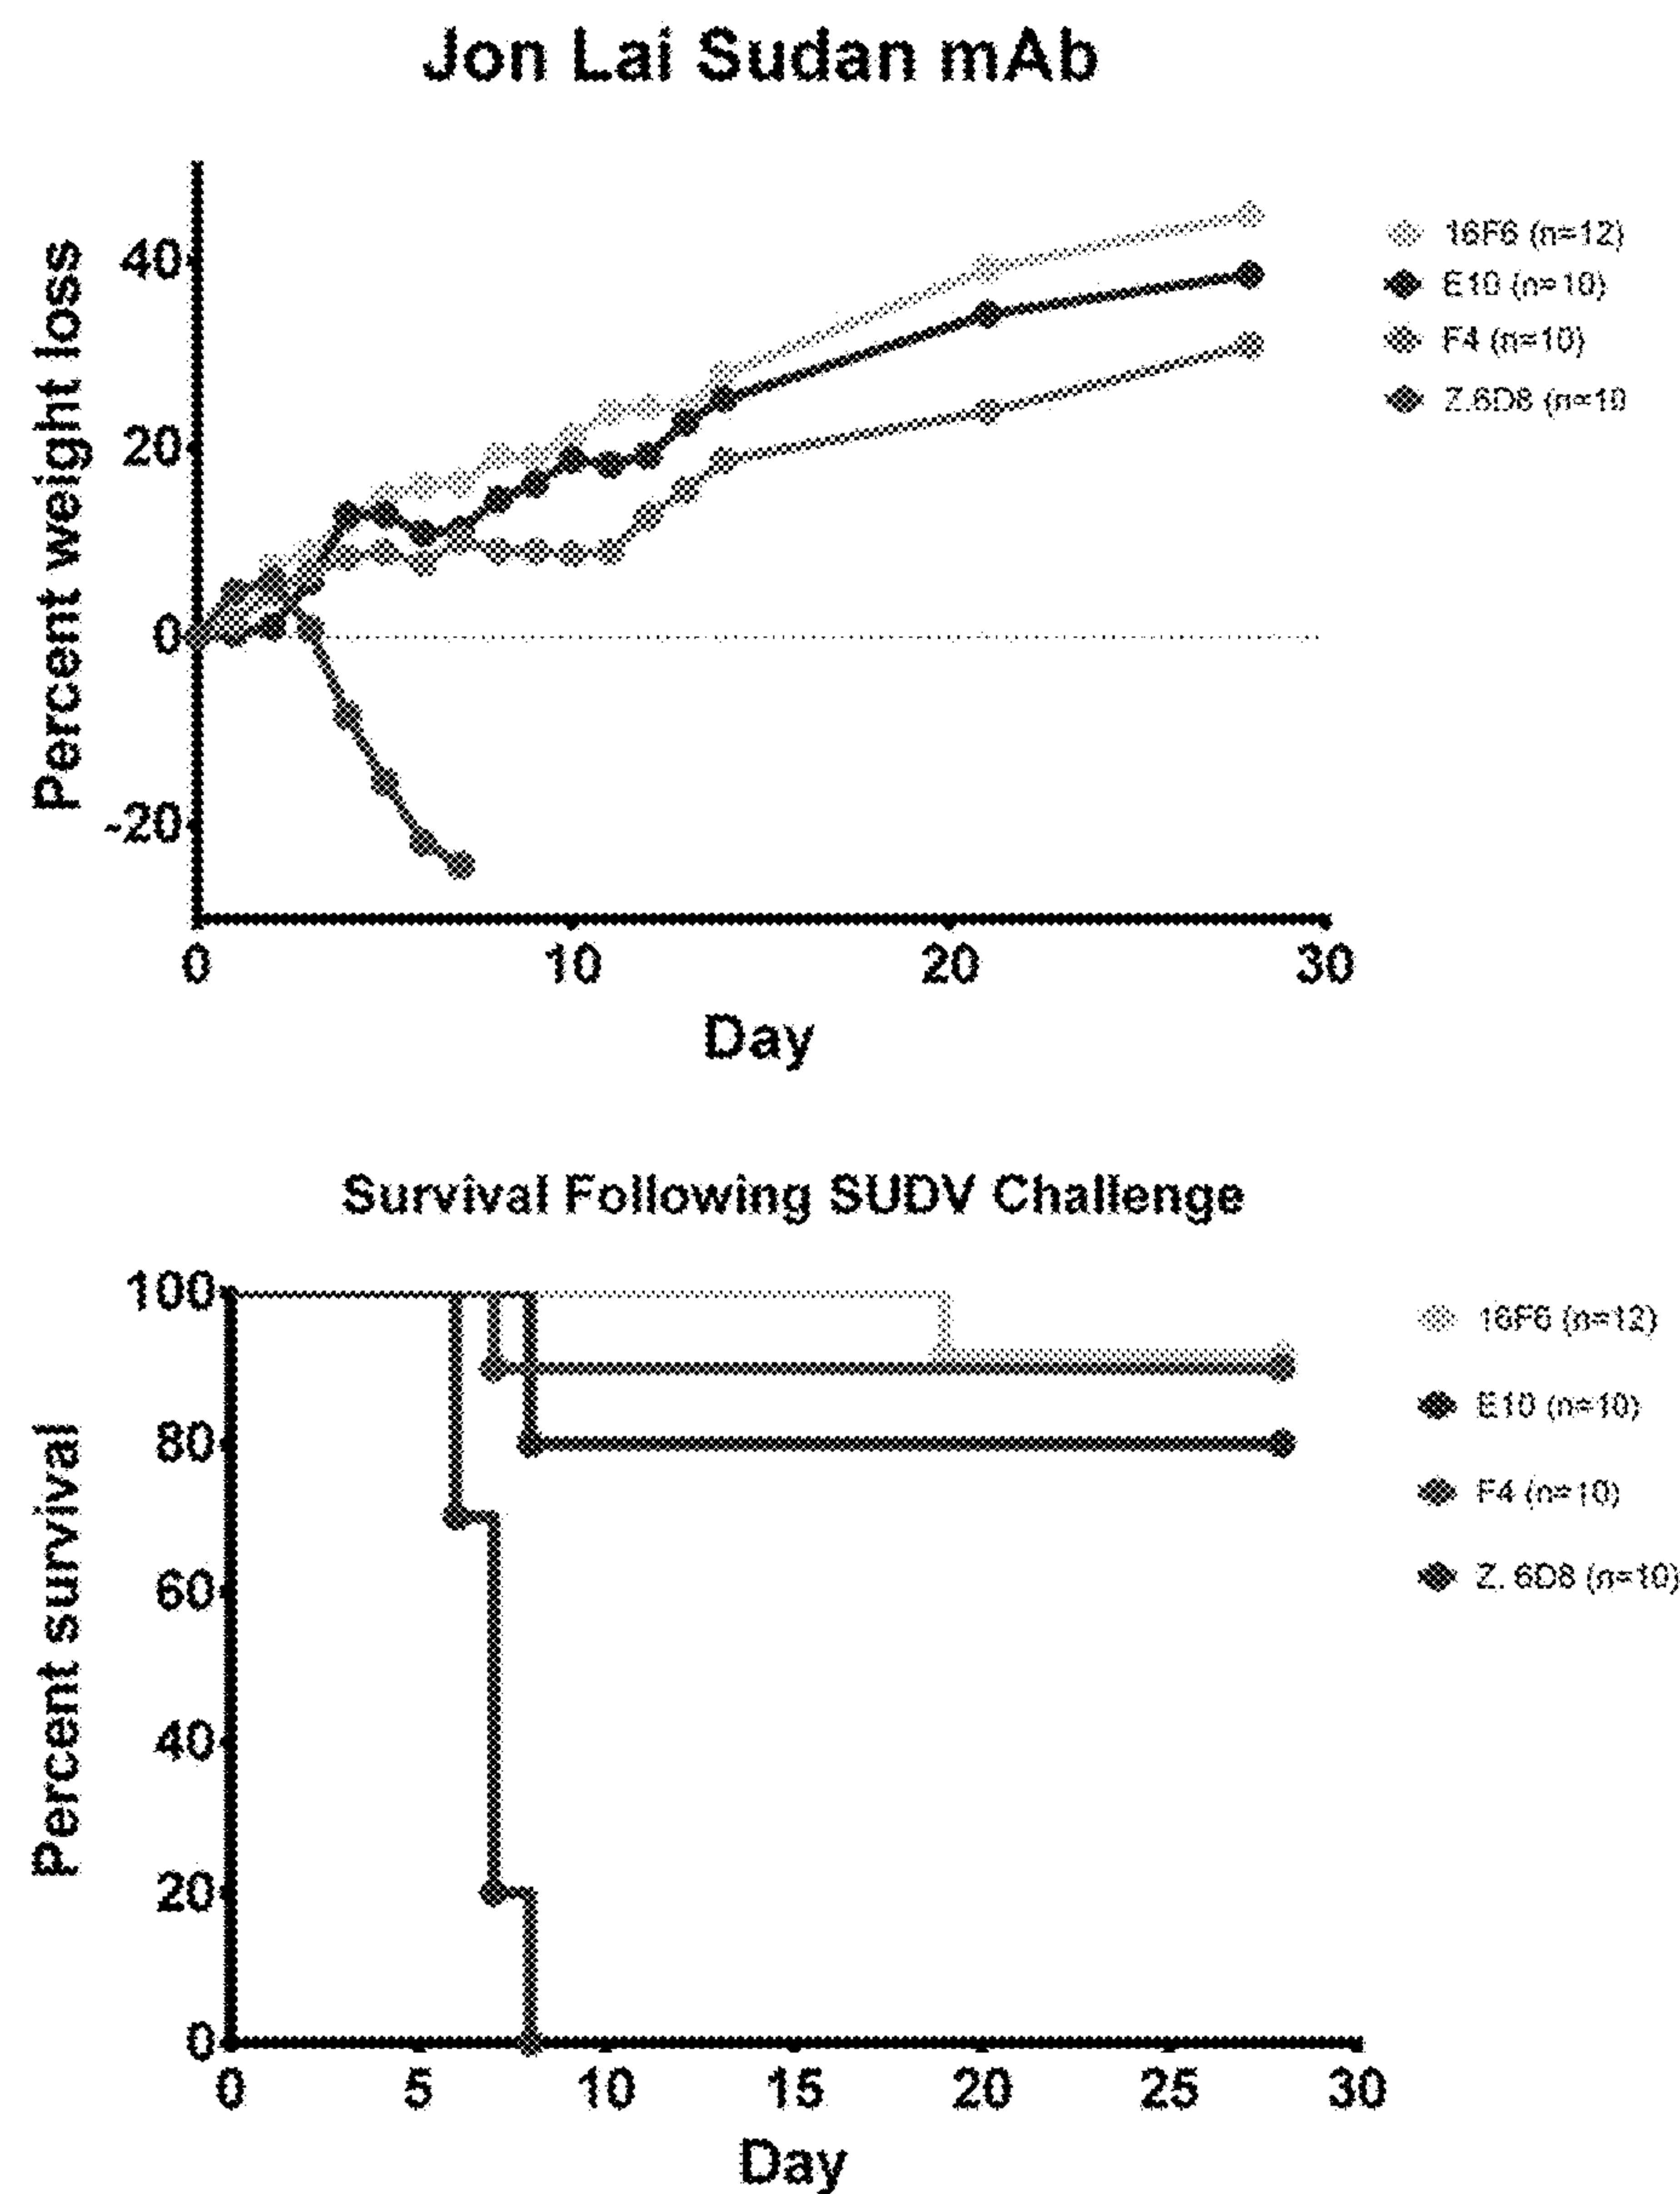 Jon Lai Sudan mAb
Percent weight loss
40
20
0
-20
0 10 20 30
Day
16F6 (n=12)
E10 (n=10)
F4 (n=10)
Z.6D8 (n=10
Survival Following SUDV Challenge
Percent survival
100
80
60
40
20
0
0 5 10 15 20 25 30
Day
16F6 (n=12)
E10 (n=10)
F4 (n=10)
Z. 6D8 (n=10)